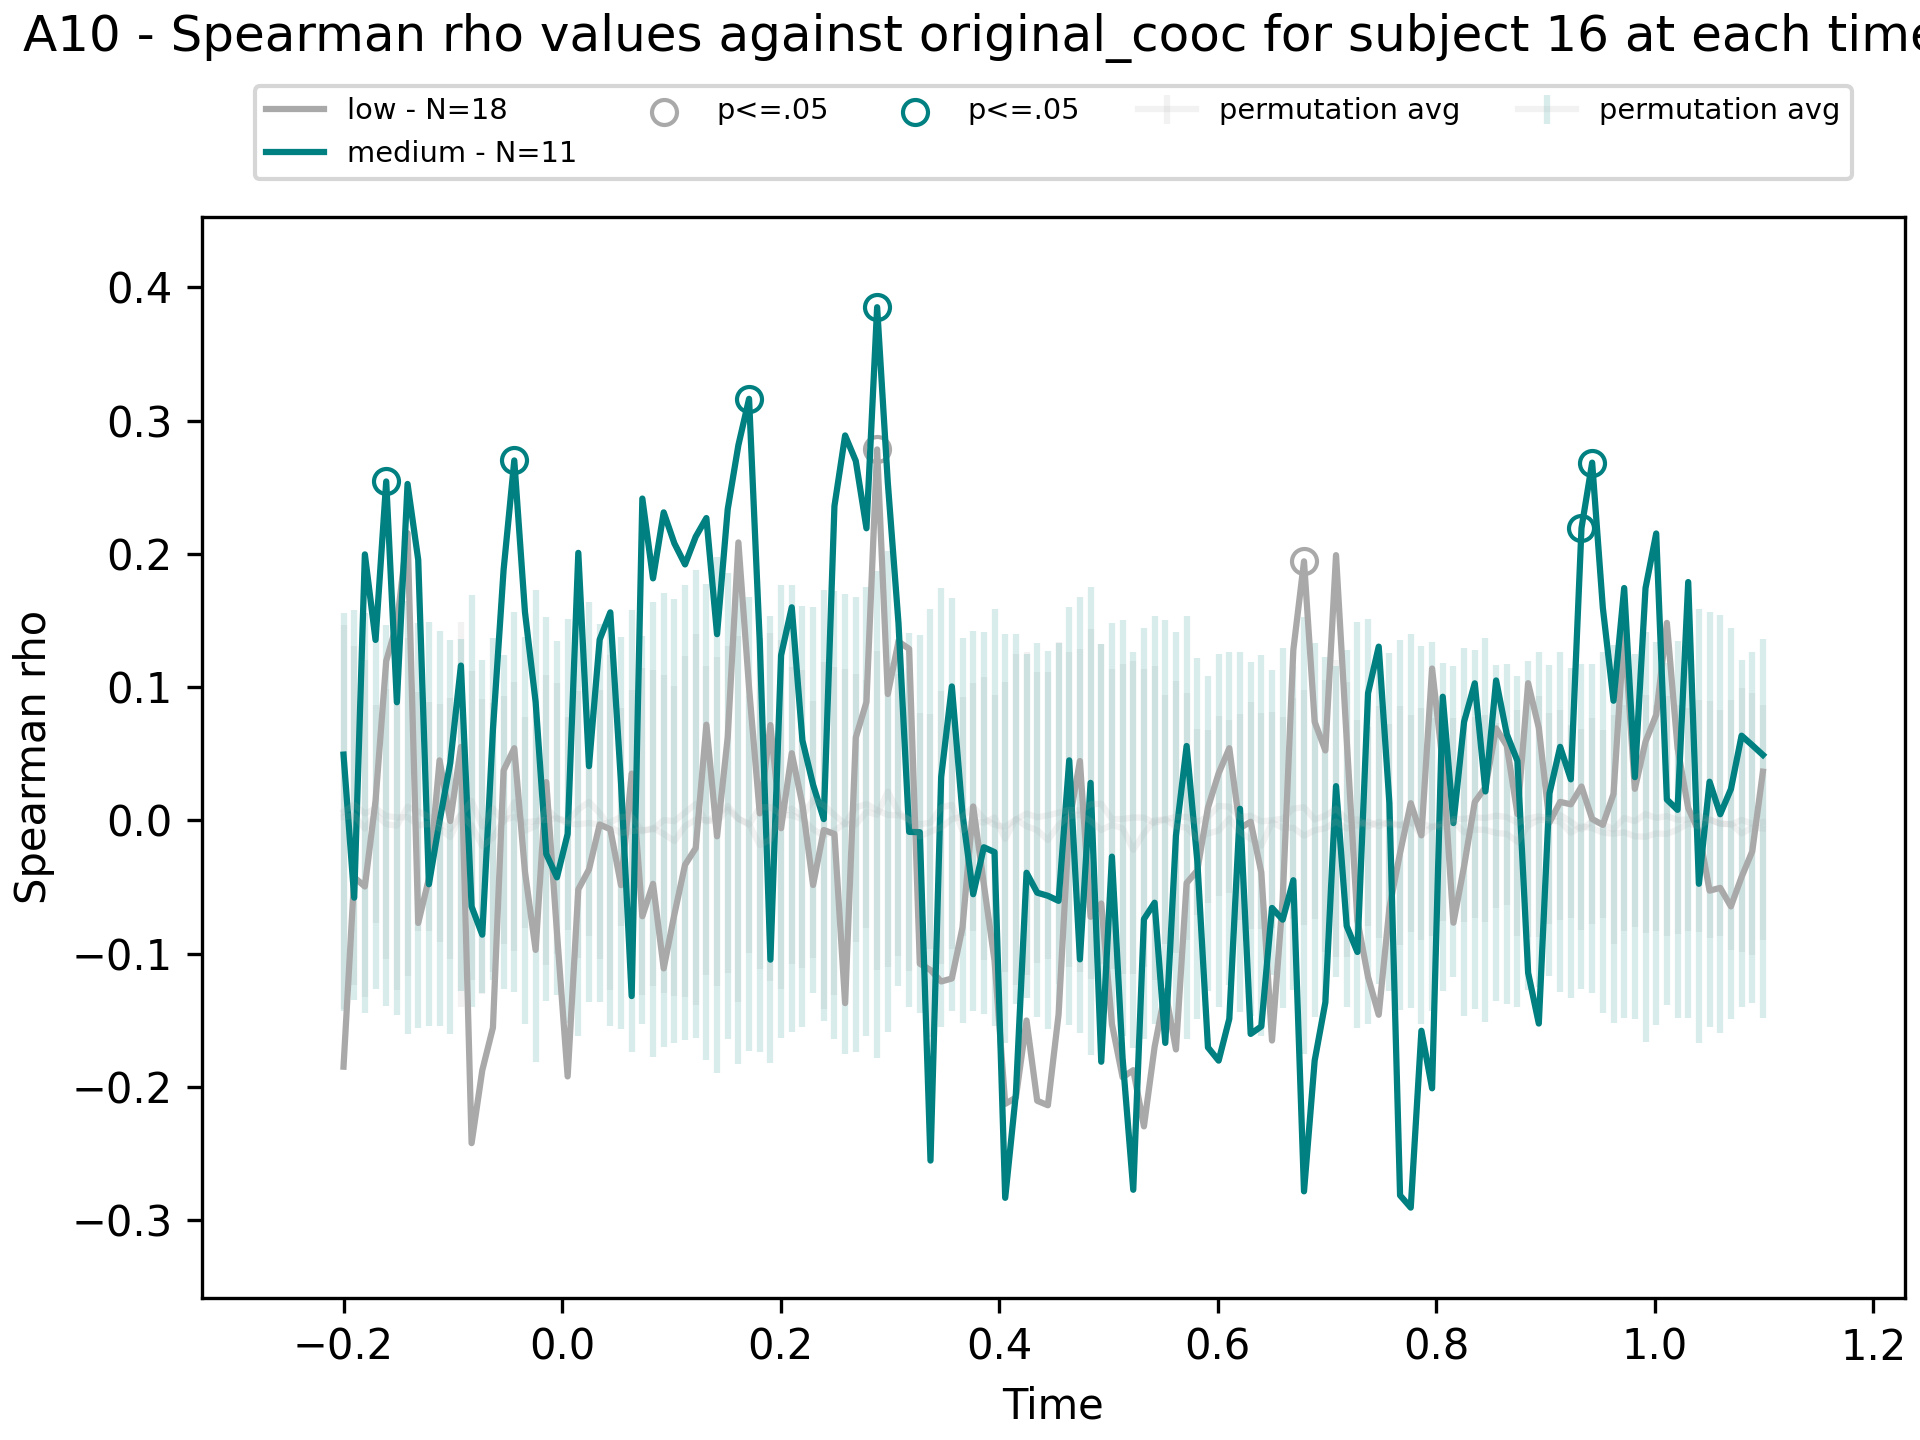 A10 - Spearman rho values against original_cooc for subject 16 at each time
low - N=18
medium - N=11
p<=.05
p<=.05
permutation avg
permutation avg
0.4
0.3
0.2
0.1
0.0
−0.1
−0.2
−0.3
Spearman rho
−0.2 0.0 0.2 0.4 0.6 0.8 1.0 1.2
Time